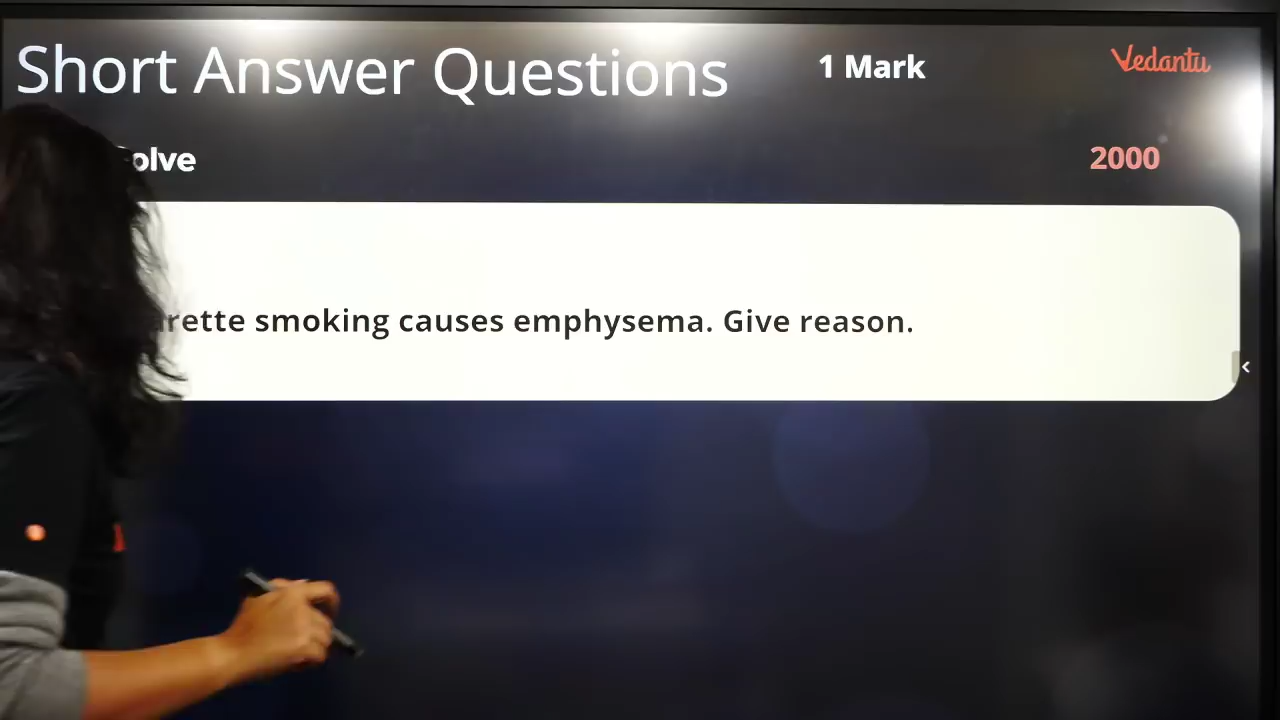 Short Answer Questions 1 Mark Vedantu
olve 2000
arette smoking causes emphysema. Give reason.